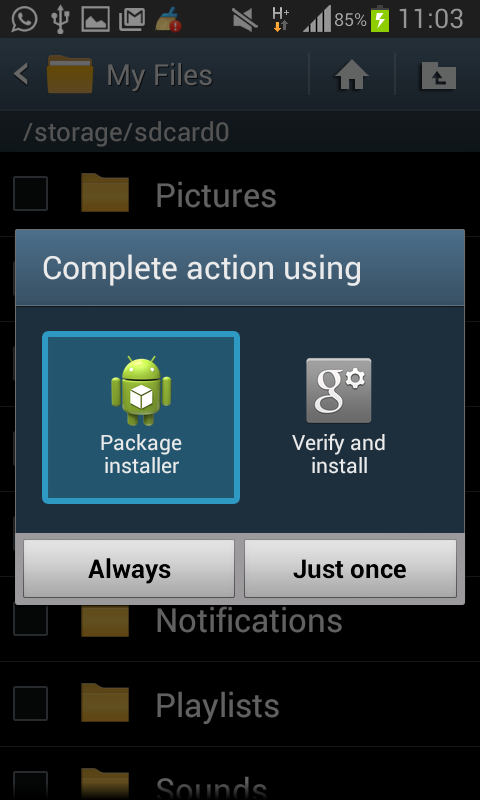 H+
85%
11:03
My Files
/storage/sdcard0
Pictures
Complete action using
g
Package
installer
Verify and
install
Always
Just once
Notifications
Playlists
Sounds